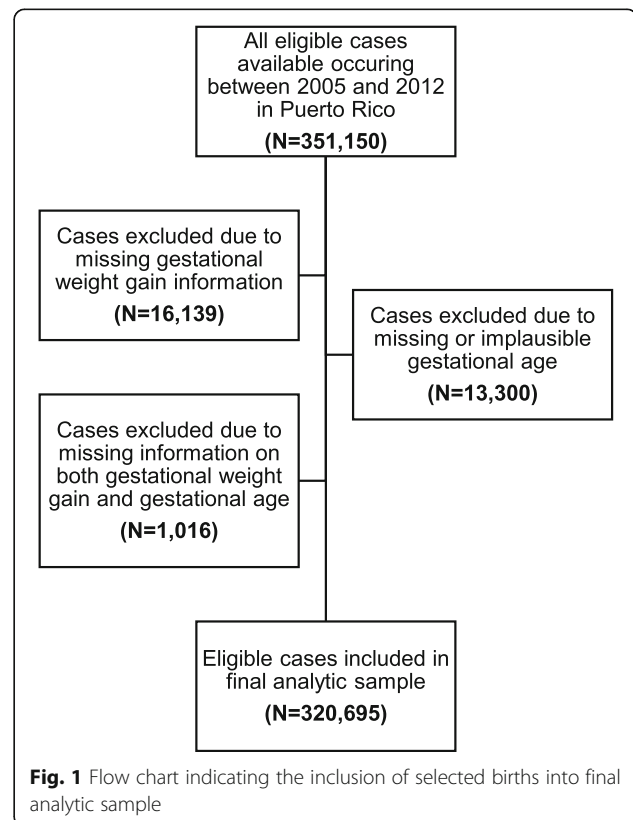 All eligible cases
available occuring
between 2005 and 2012
in Puerto Rico
(N=351,150)
Cases excluded due to
missing gestational
weight gain information
(N=16,139)
Cases excluded due to
missing or implausible
gestational age
(N=13,300)
Cases excluded due to
missing information on
both gestational weight
gain and gestational age
(N=1,016)
Eligible cases included in
final analytic sample
(N=320,695)
Fig. 1 Flow chart indicating the inclusion of selected births into final
analytic sample